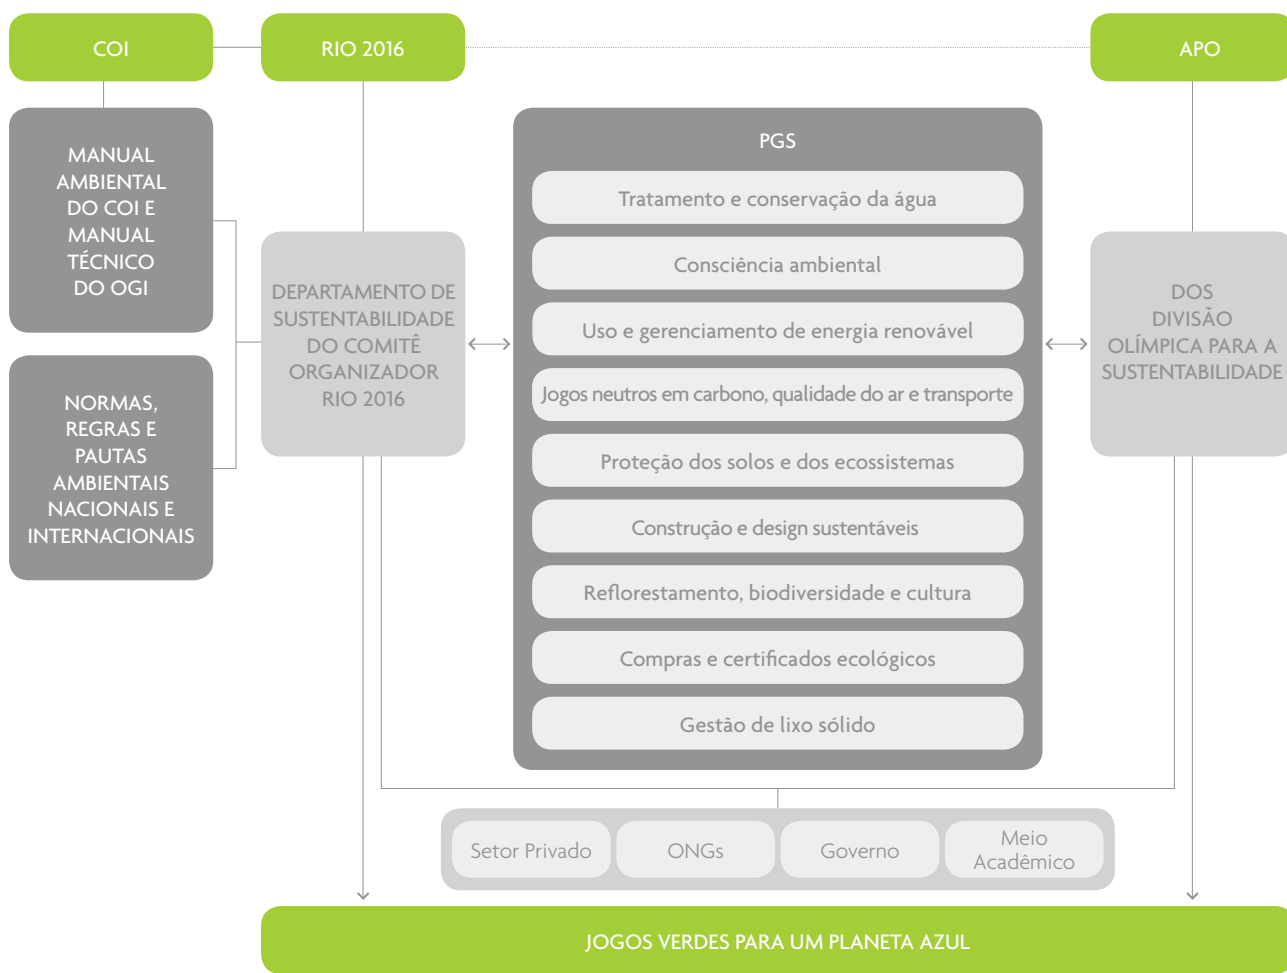 COI
RIO 2016
APO
MANUAL
AMBIENTAL
DO COI E
MANUAL
TÉCNICO
DO OGI
NORMAS,
REGRAS E
PAUTAS
AMBIENTAIS
NACIONAIS E
INTERNACIONAIS
DEPARTAMENTO DE
SUSTENTABILIDADE
DO COMITÊ
ORGANIZADOR
RIO 2016
PGS
Tratamento e conservação da água
Consciência ambiental
Uso e gerenciamento de energia renovável
Jogos neutros em carbono, qualidade do ar e transporte
Proteção dos solos e dos ecossistemas
Construção e design sustentáveis
Reflorestamento, biodiversidade e cultura
Compras e certificados ecológicos
Gestão de lixo sólido
DOS
DIVISÃO
OLÍMPICA PARA A
SUSTENTABILIDADE
Setor Privado
ONGs
Governo
Meio
Acadêmico
JOGOS VERDES PARA UM PLANETA AZUL